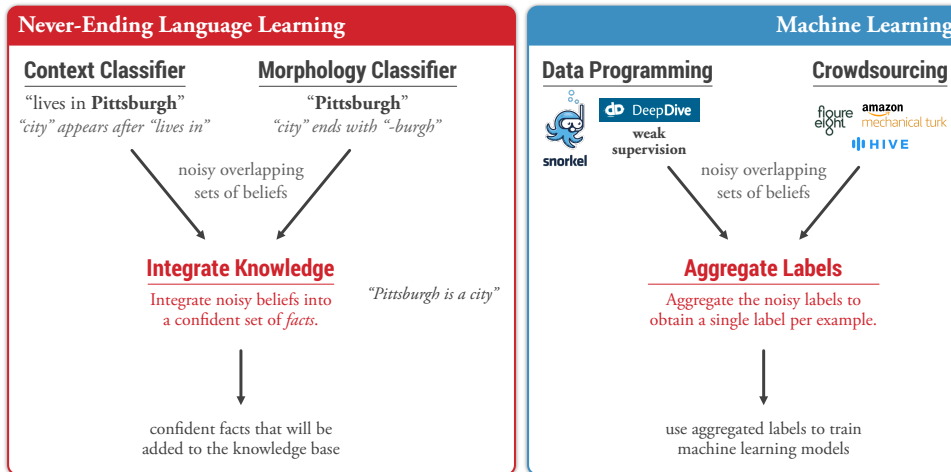 Never-Ending Language Learning
Context Classifier
“lives in Pittsburgh”
“city” appears after “lives in”
Morphology Classifier
“Pittsburgh”
“city” ends with “-burgh”
noisy overlapping
sets of beliefs
Integrate Knowledge
Integrate noisy beliefs into
a confident set of facts.
“Pittsburgh is a city”
confident facts that will be
added to the knowledge base
Machine Learning
Data Programming
snorkel
DeepDive
weak
supervision
Crowdsourcing
figure
eight
amazon
mechanical turk
HIVE
noisy overlapping
sets of beliefs
Aggregate Labels
Aggregate the noisy labels to
obtain a single label per example.
use aggregated labels to train
machine learning models